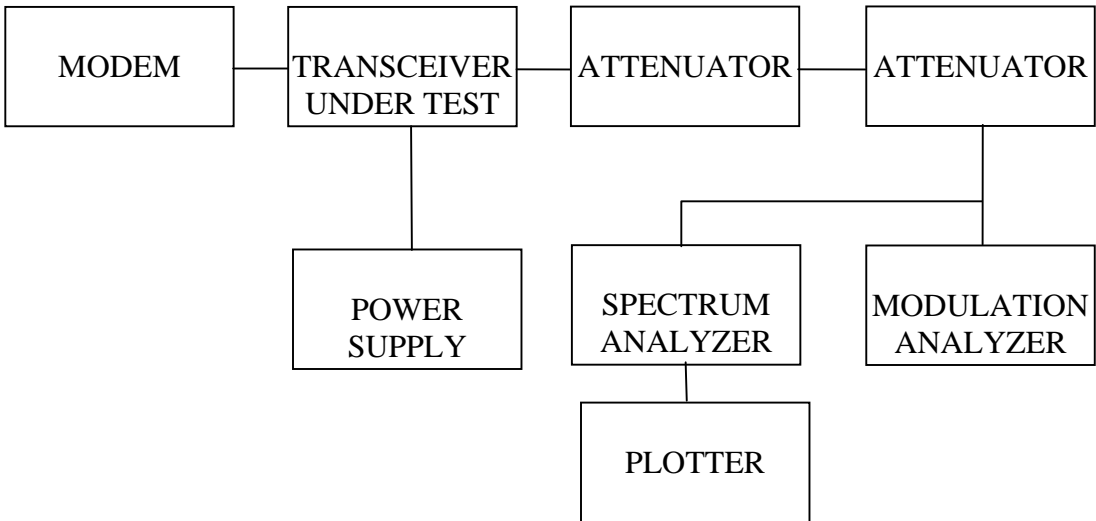 MODEM
TRANSCEIVER
UNDER TEST
ATTENUATOR
ATTENUATOR
POWER
SUPPLY
SPECTRUM
ANALYZER
MODULATION
ANALYZER
PLOTTER